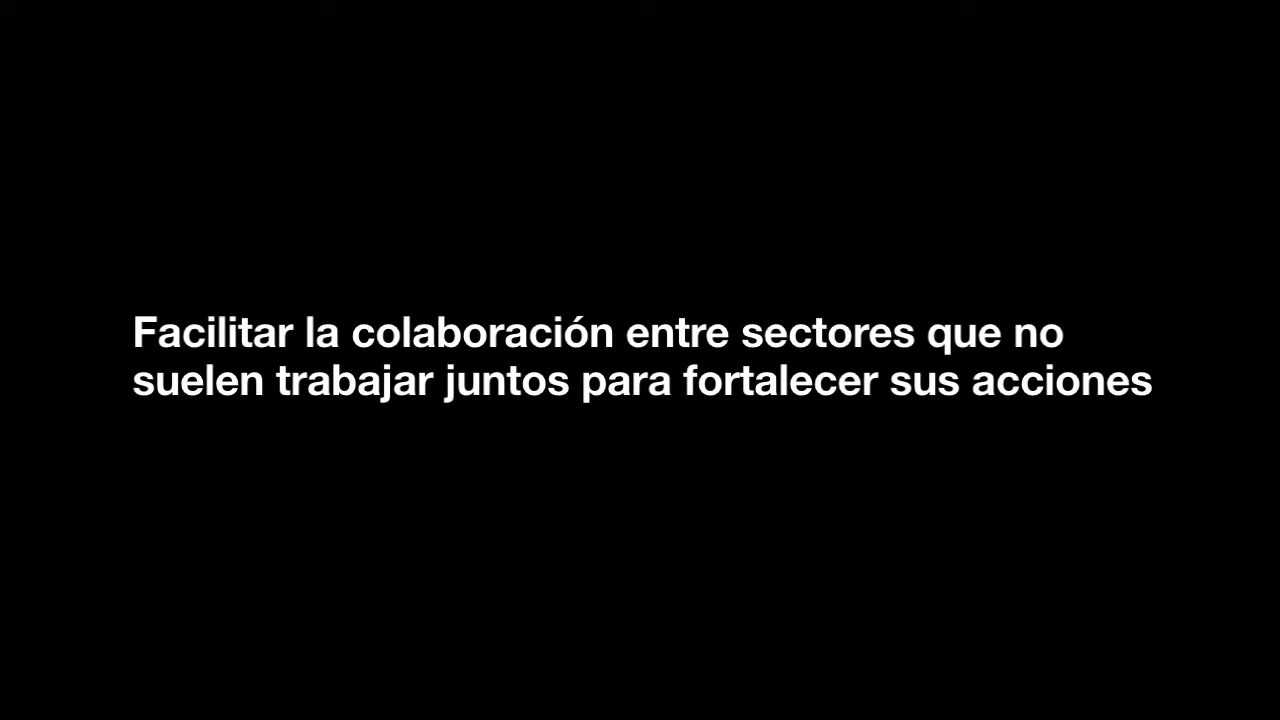 Facilitar la colaboración entre sectores que no
suelen trabajar juntos para fortalecer sus acciones